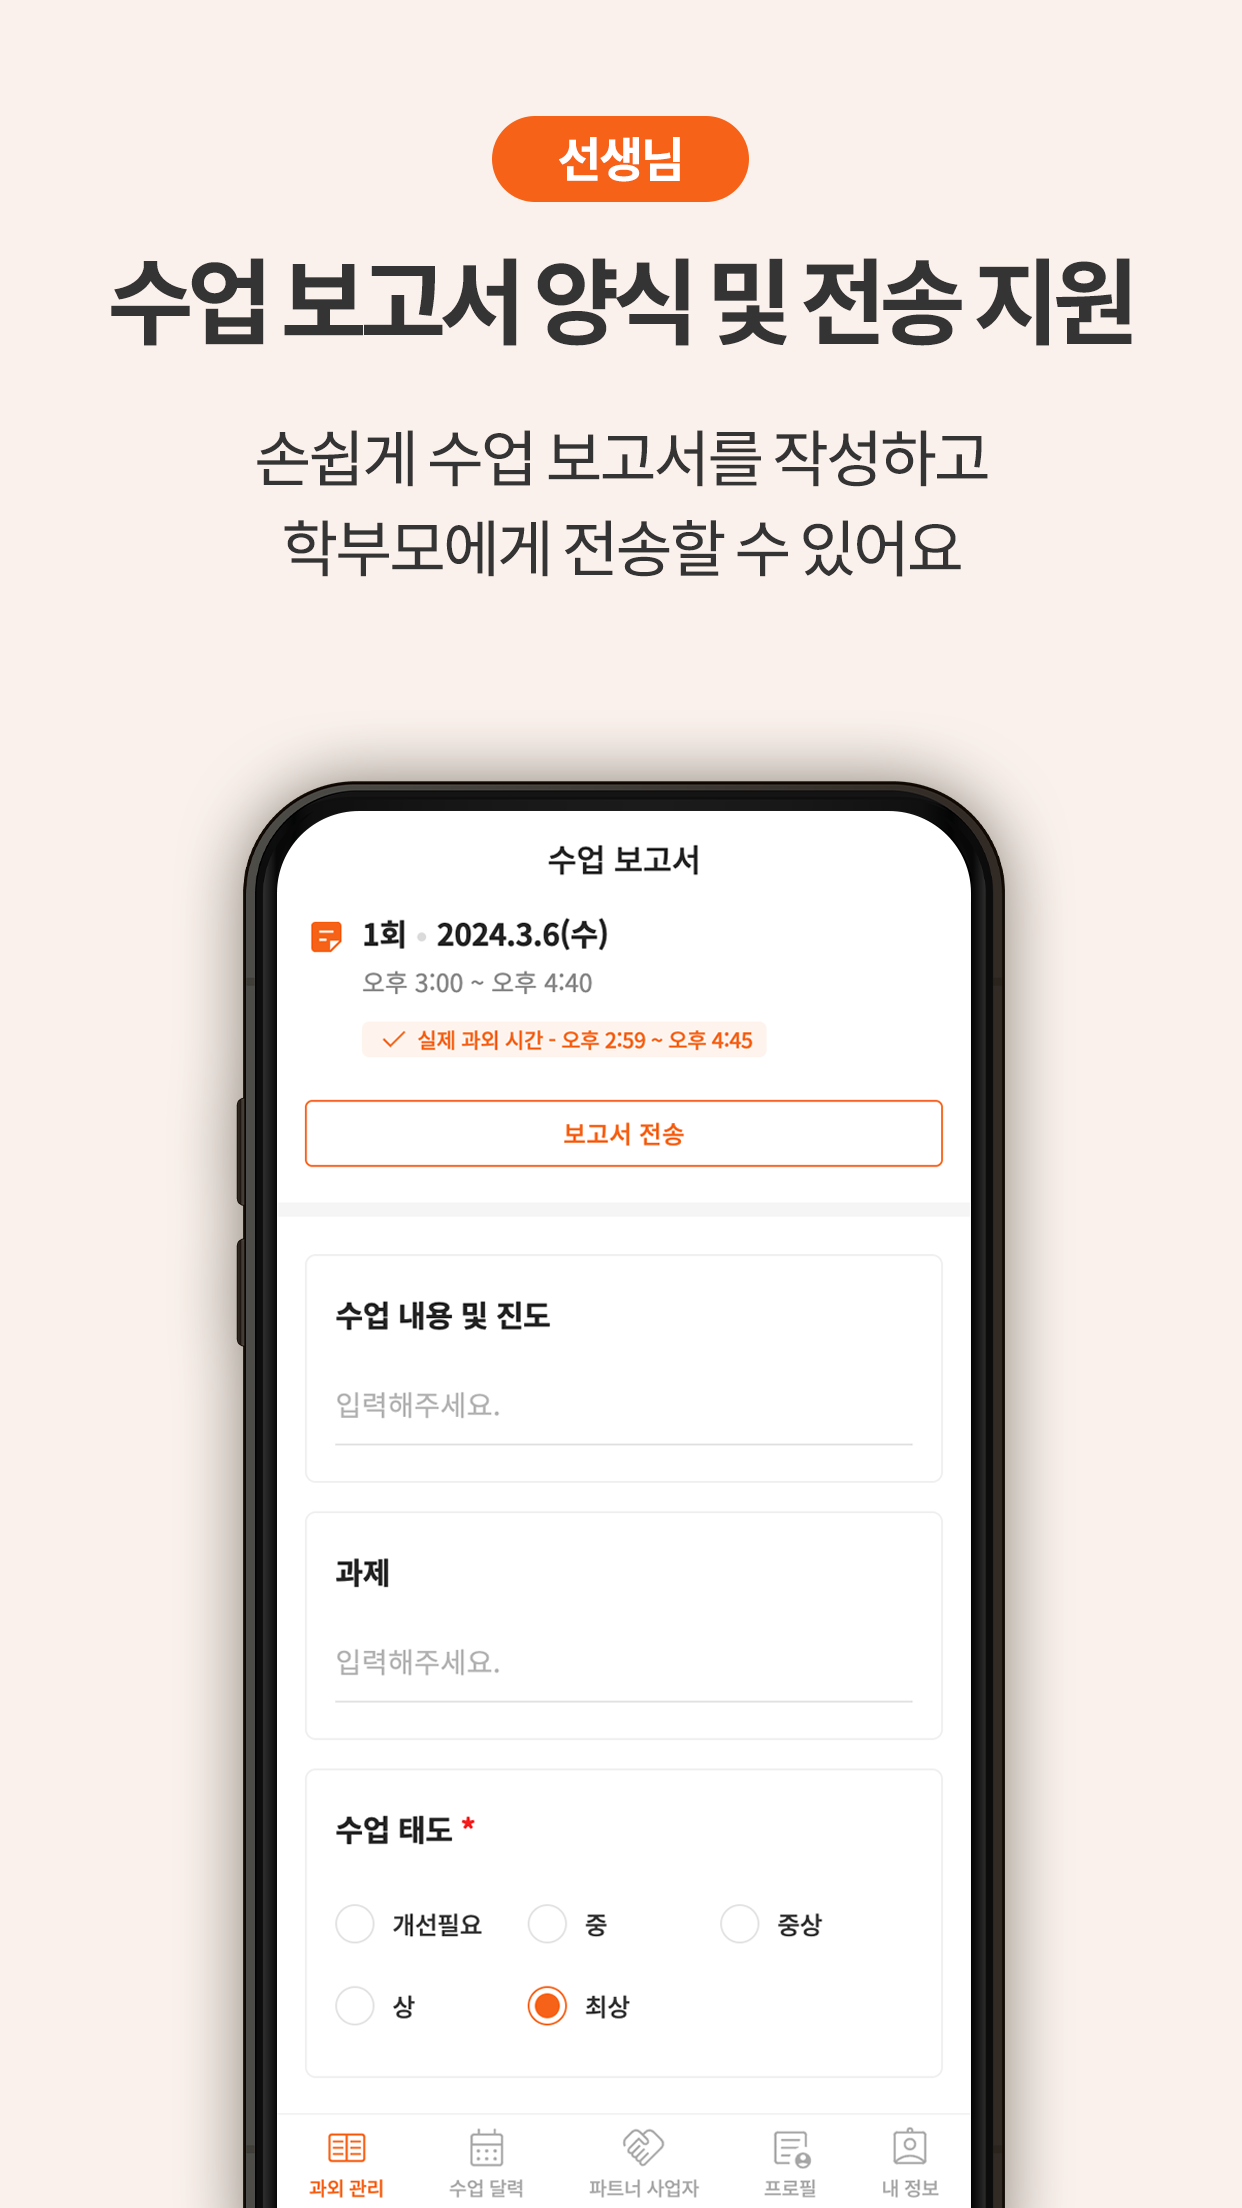 선생님
수업 보고서 양식 및 전송 지원
손쉽게 수업 보고서를 작성하고
학부모에게 전송할 수 있어요
수업 보고서
1회 • 2024.3.6(수)
오후 3:00 ~ 오후 4:40
실제 과외 시간 - 오후 2:59 ~ 오후 4:45
보고서 전송
수업 내용 및 진도
입력해주세요.
과제
입력해주세요.
수업 태도 *
개선필요 중 중상
상 최상
과외 관리 수업 달력 파트너 사업자 프로필 내 정보